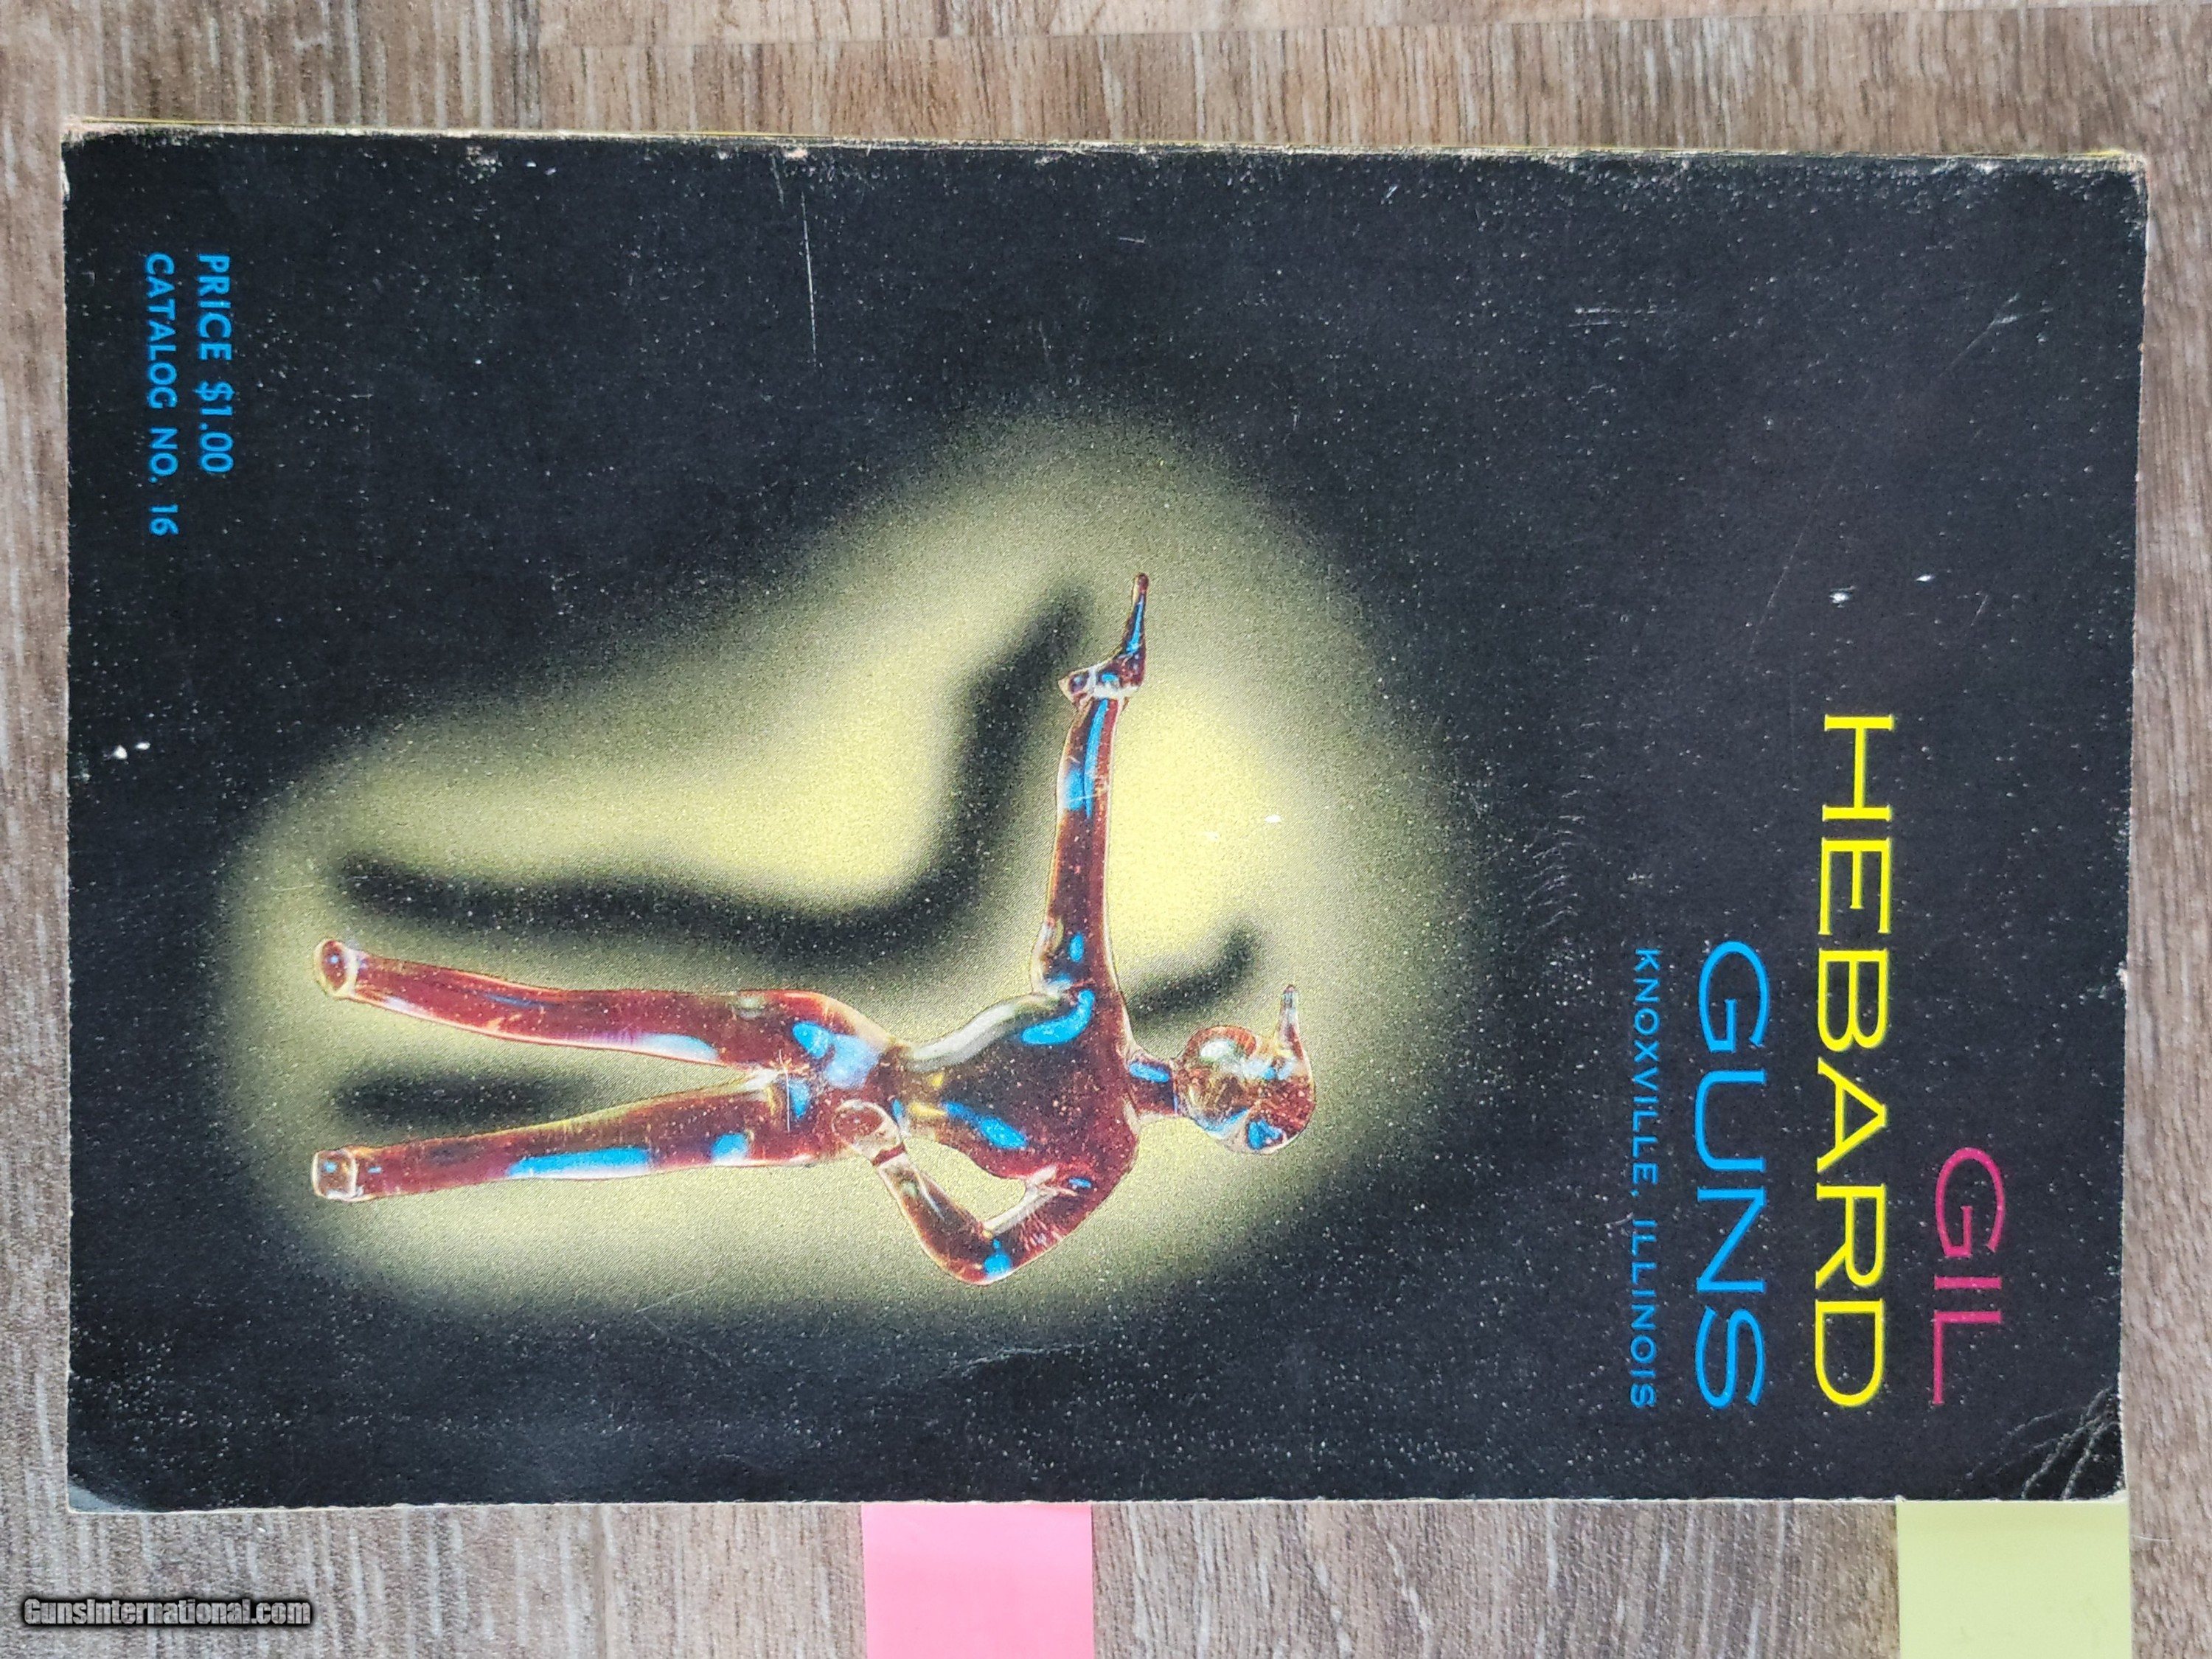 GIL
HEBARD
GUNS
KNOXVILLE, ILLINOIS
PRICE $1.00
CATALOG NO. 16
GunsInternational.com